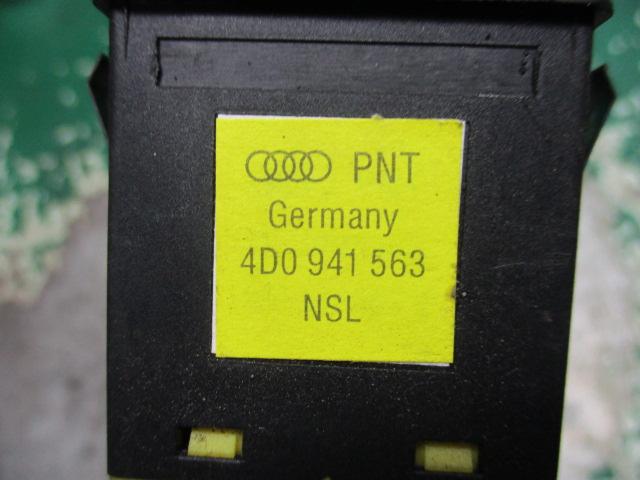 PNT
Germany
4D0 941 563
NSL